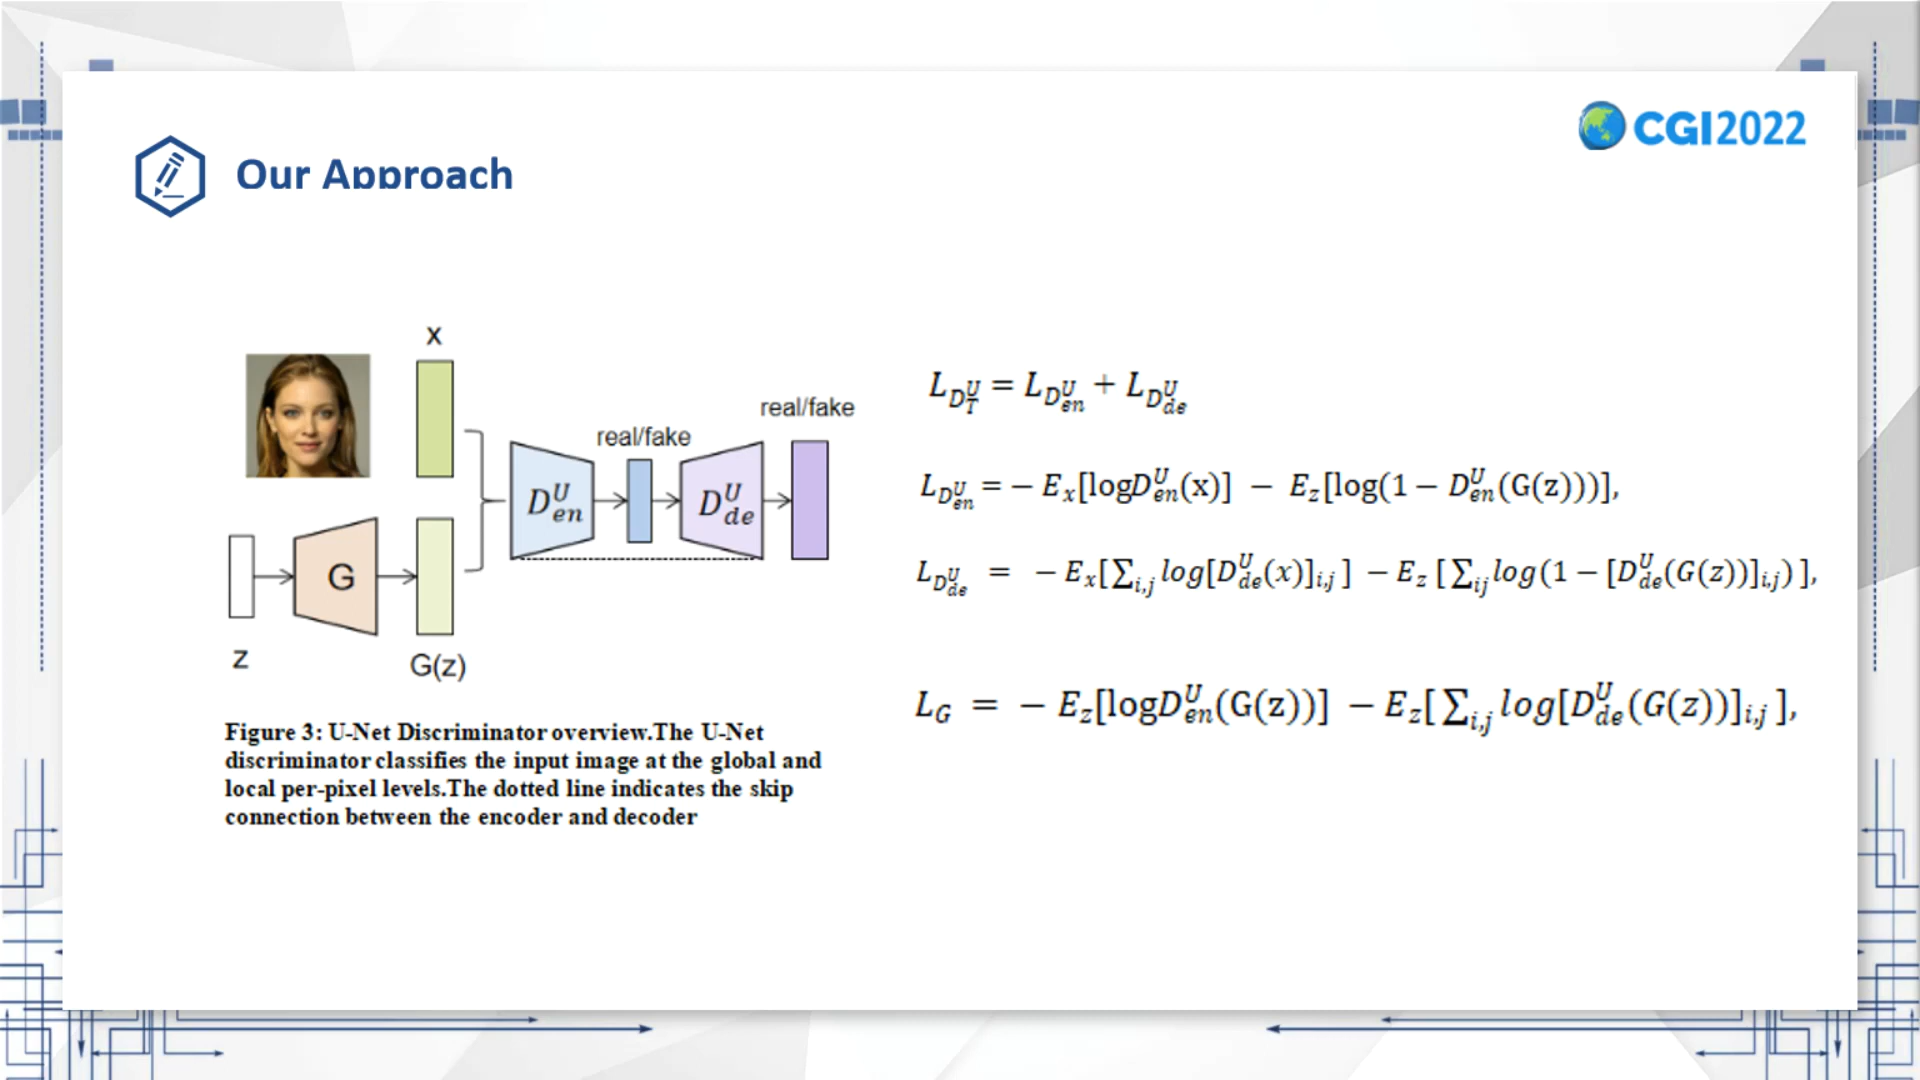 CGI2022
Our Approach
x
real/fake
real/fake
D^U_en
D^U_de
G
z
G(z)
Figure 3: U-Net Discriminator overview.The U-Net
discriminator classifies the input image at the global and
local per-pixel levels.The dotted line indicates the skip
connection between the encoder and decoder
L_{D^U_T} = L_{D^U_en} + L_{D^U_de}
L_{D^U_en} = − E_x[logD^U_en(x)] − E_z[log(1 − D^U_en(G(z)))],
L_{D^U_de} = − E_x[∑_{i,j} log[D^U_de(x)]_{i,j} ] − E_z [∑_{ij} log(1 − [D^U_de(G(z))]_{i,j}) ],
L_G = − E_z[logD^U_en(G(z))] − E_z[∑_{i,j} log[D^U_de(G(z))]_{i,j} ],